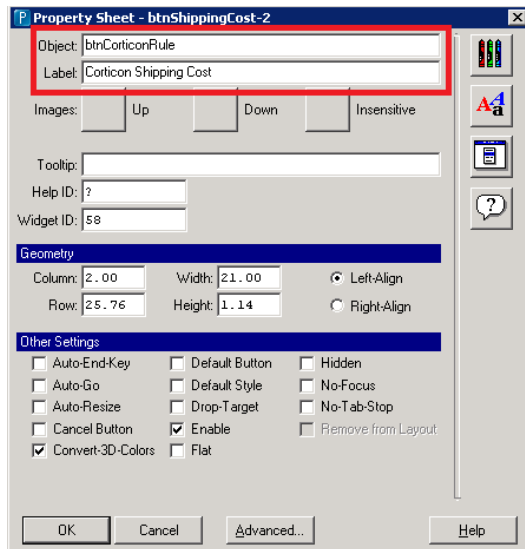 Property Sheet - btnShippingCost-2
Object: btnCorticonRule
Label: Corticon Shipping Cost
Images: Up Down Insensitive
Tooltip:
Help ID: ?
Widget ID: 58
Geometry
Column: 2.00 Width: 21.00 Left-Align
Row: 25.76 Height: 1.14 Right-Align
Other Settings
Auto-End-Key Default Button Hidden
Auto-Go Default Style No-Focus
Auto-Resize Drop-Target No-Tab-Stop
Cancel Button Enable Remove from Layout
Convert-3D-Colors Flat
OK Cancel Advanced... Help